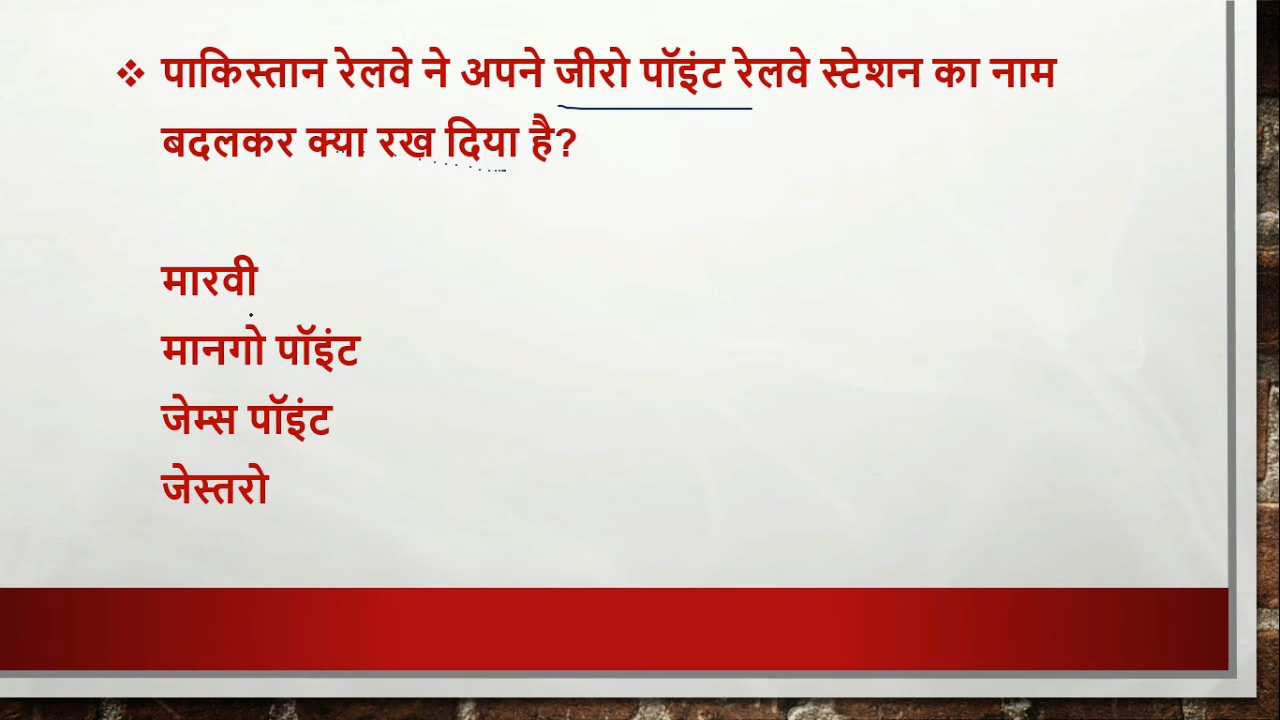 ❖ पाकिस्तान रेलवे ने अपने जीरो पॉइंट रेलवे स्टेशन का नाम
बदलकर क्या रख दिया है?
मारवी
मानगो पॉइंट
जेम्स पॉइंट
जेस्तरो